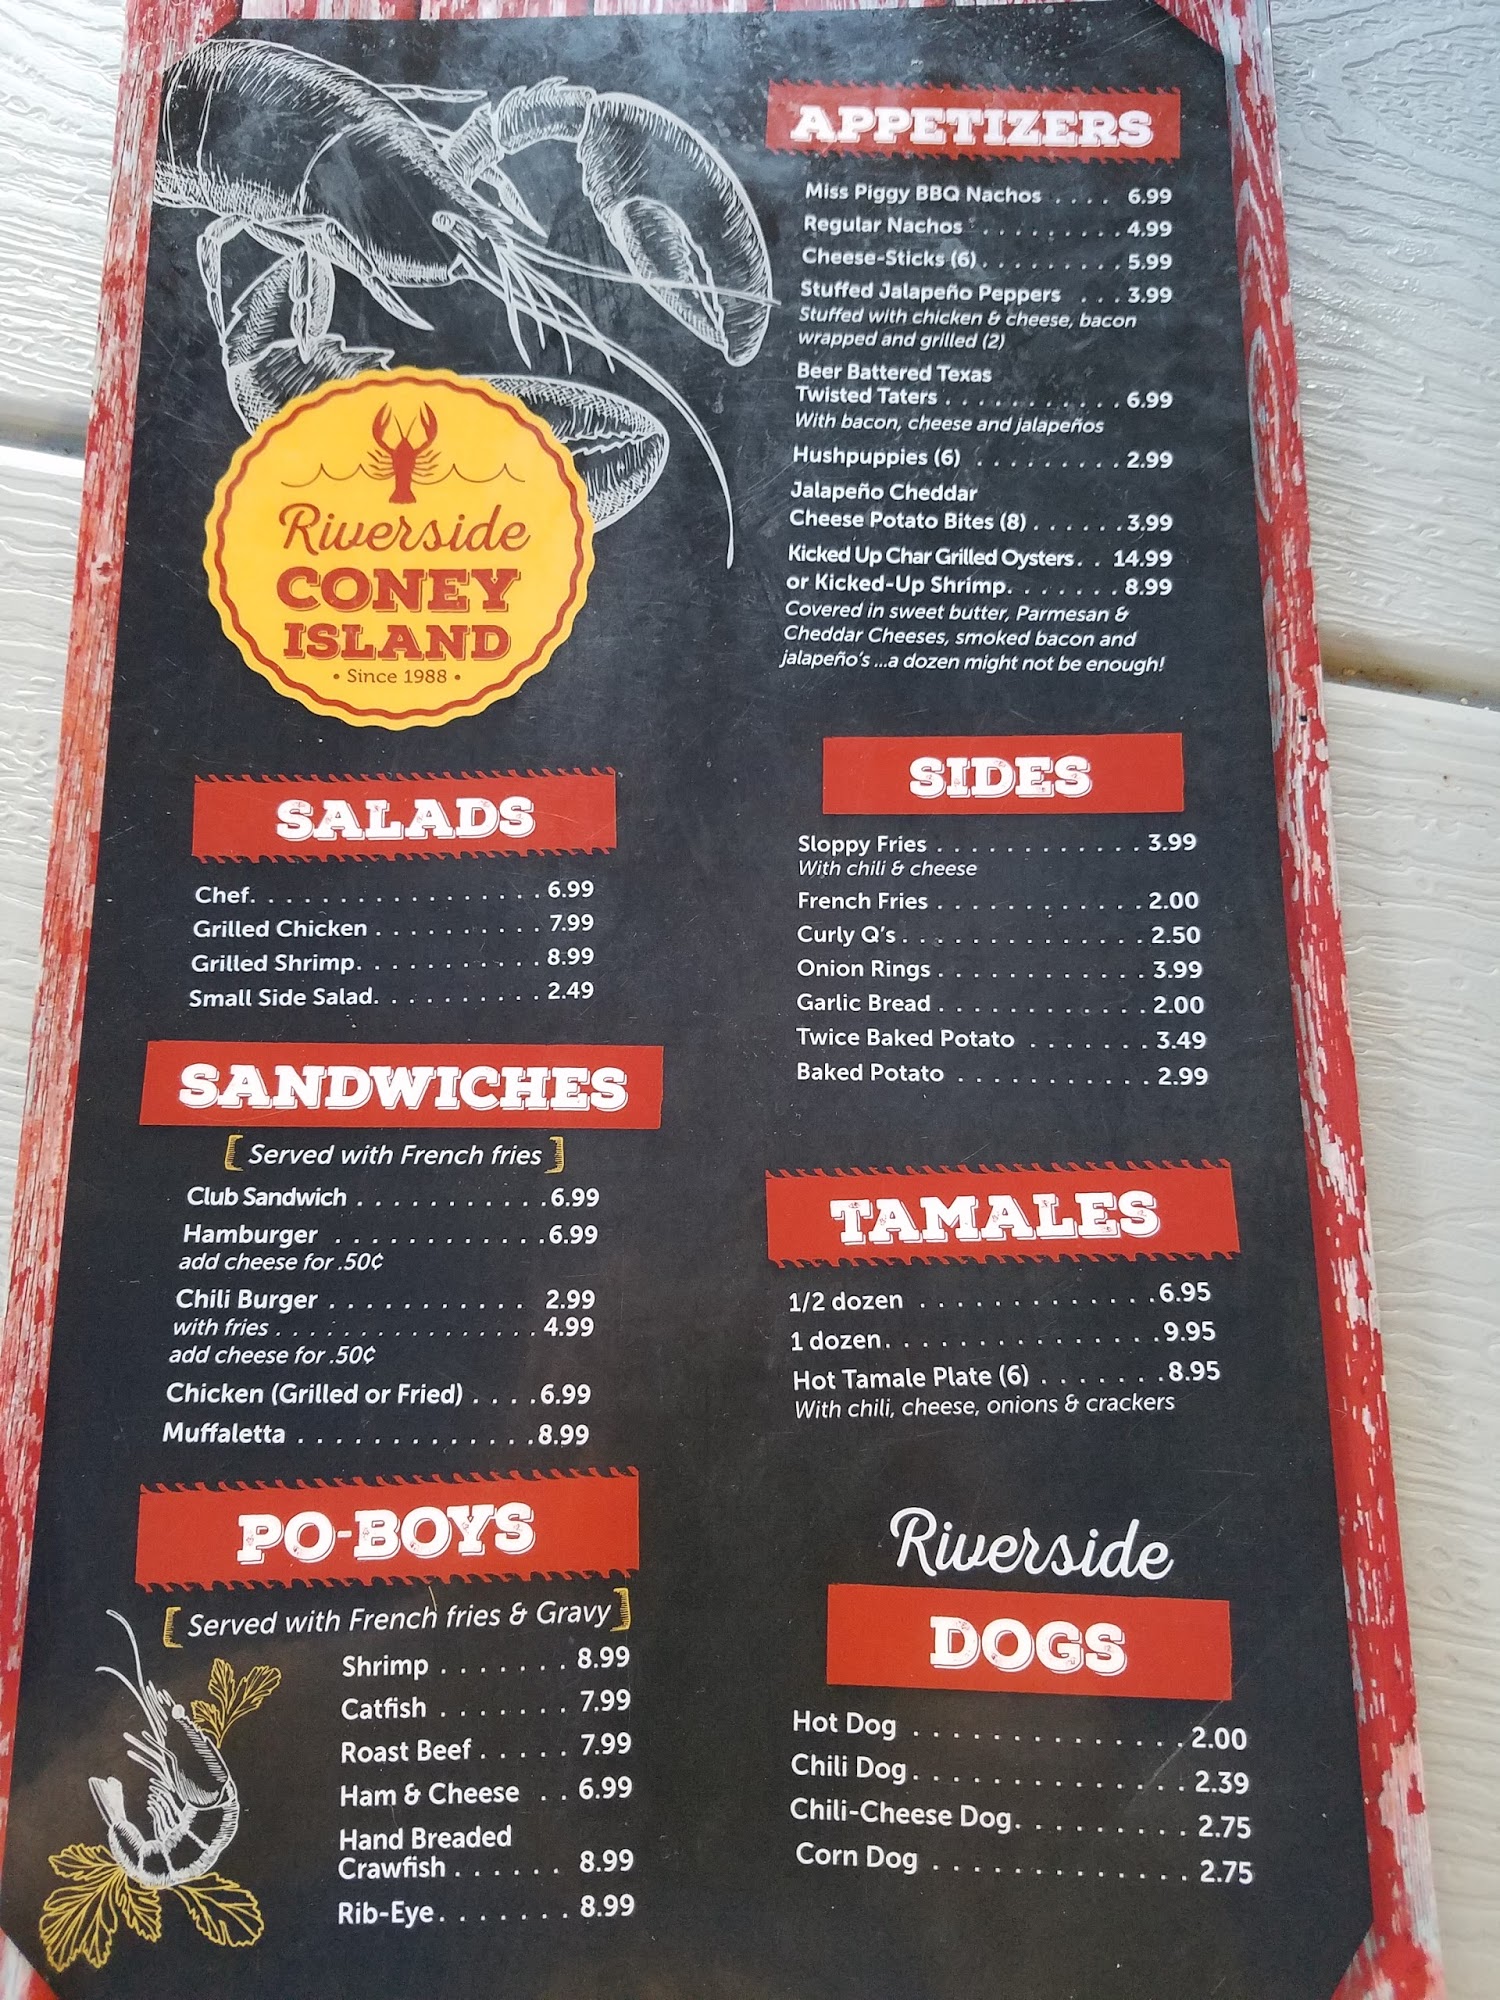 Riverside
CONEY
ISLAND
• Since 1988 •
SALADS
Chef. . . . . . . . . . . . . . . . . 6.99
Grilled Chicken . . . . . . . . . . 7.99
Grilled Shrimp. . . . . . . . . . . 8.99
Small Side Salad. . . . . . . . . . 2.49
SANDWICHES
[ Served with French fries ]
Club Sandwich . . . . . . . . . . . 6.99
Hamburger . . . . . . . . . . . . 6.99
add cheese for .50¢
Chili Burger . . . . . . . . . . . 2.99
with fries . . . . . . . . . . . . . . . 4.99
add cheese for .50¢
Chicken (Grilled or Fried) . . . . 6.99
Muffaletta . . . . . . . . . . . . . 8.99
PO-BOYS
[ Served with French fries & Gravy ]
Shrimp . . . . . . . 8.99
Catfish . . . . . . . 7.99
Roast Beef . . . . . 7.99
Ham & Cheese . . 6.99
Hand Breaded
Crawfish . . . . . . 8.99
Rib-Eye. . . . . . . 8.99
APPETIZERS
Miss Piggy BBQ Nachos . . . . 6.99
Regular Nachos . . . . . . . . . 4.99
Cheese-Sticks (6). . . . . . . . . 5.99
Stuffed Jalapeño Peppers . . . 3.99
Stuffed with chicken & cheese, bacon
wrapped and grilled (2)
Beer Battered Texas
Twisted Taters . . . . . . . . . . . 6.99
With bacon, cheese and jalapeños
Hushpuppies (6) . . . . . . . . . 2.99
Jalapeño Cheddar
Cheese Potato Bites (8) . . . . . . 3.99
Kicked Up Char Grilled Oysters. . 14.99
or Kicked-Up Shrimp. . . . . . . 8.99
Covered in sweet butter, Parmesan &
Cheddar Cheeses, smoked bacon and
jalapeño's ...a dozen might not be enough!
SIDES
Sloppy Fries . . . . . . . . . . . . 3.99
With chili & cheese
French Fries . . . . . . . . . . . . 2.00
Curly Q's . . . . . . . . . . . . . . 2.50
Onion Rings . . . . . . . . . . . . 3.99
Garlic Bread . . . . . . . . . . . . 2.00
Twice Baked Potato . . . . . . . 3.49
Baked Potato . . . . . . . . . . . 2.99
TAMALES
1/2 dozen . . . . . . . . . . . . . 6.95
1 dozen. . . . . . . . . . . . . . . 9.95
Hot Tamale Plate (6) . . . . . . . 8.95
With chili, cheese, onions & crackers
Riverside
DOGS
Hot Dog . . . . . . . . . . . . . . 2.00
Chili Dog. . . . . . . . . . . . . . 2.39
Chili-Cheese Dog. . . . . . . . . 2.75
Corn Dog . . . . . . . . . . . . . 2.75